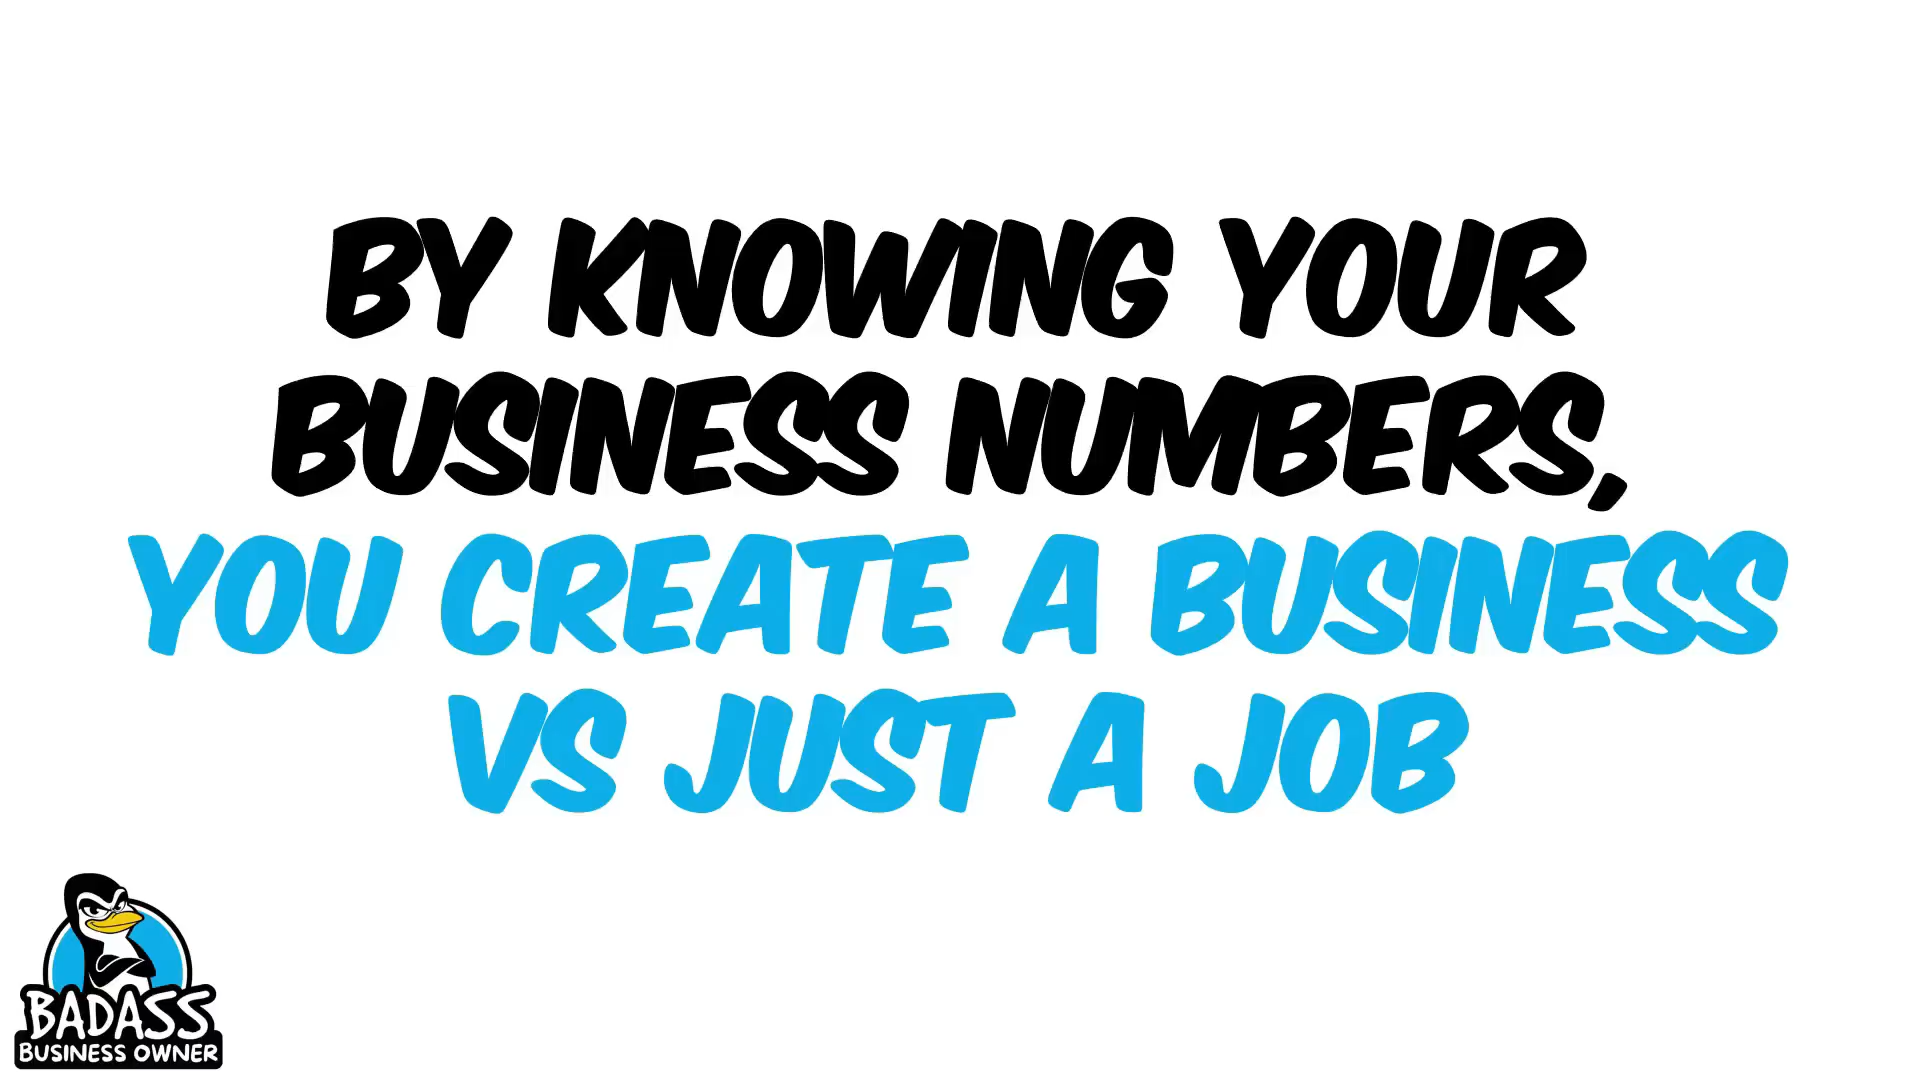 BY KNOWING YOUR
BUSINESS NUMBERS,
YOU CREATE A BUSINESS
VS JUST A JOB
BADASS
BUSINESS OWNER